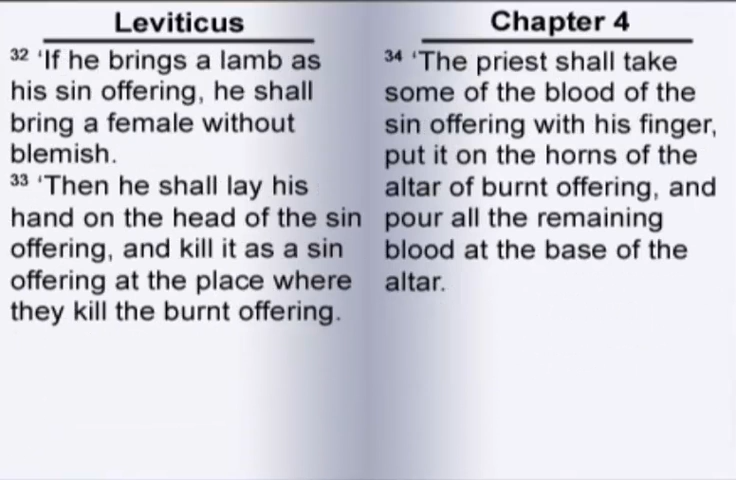 Leviticus
32 ‘If he brings a lamb as
his sin offering, he shall
bring a female without
blemish.
33 ‘Then he shall lay his
hand on the head of the sin
offering, and kill it as a sin
offering at the place where
they kill the burnt offering.
Chapter 4
34 ‘The priest shall take
some of the blood of the
sin offering with his finger,
put it on the horns of the
altar of burnt offering, and
pour all the remaining
blood at the base of the
altar.